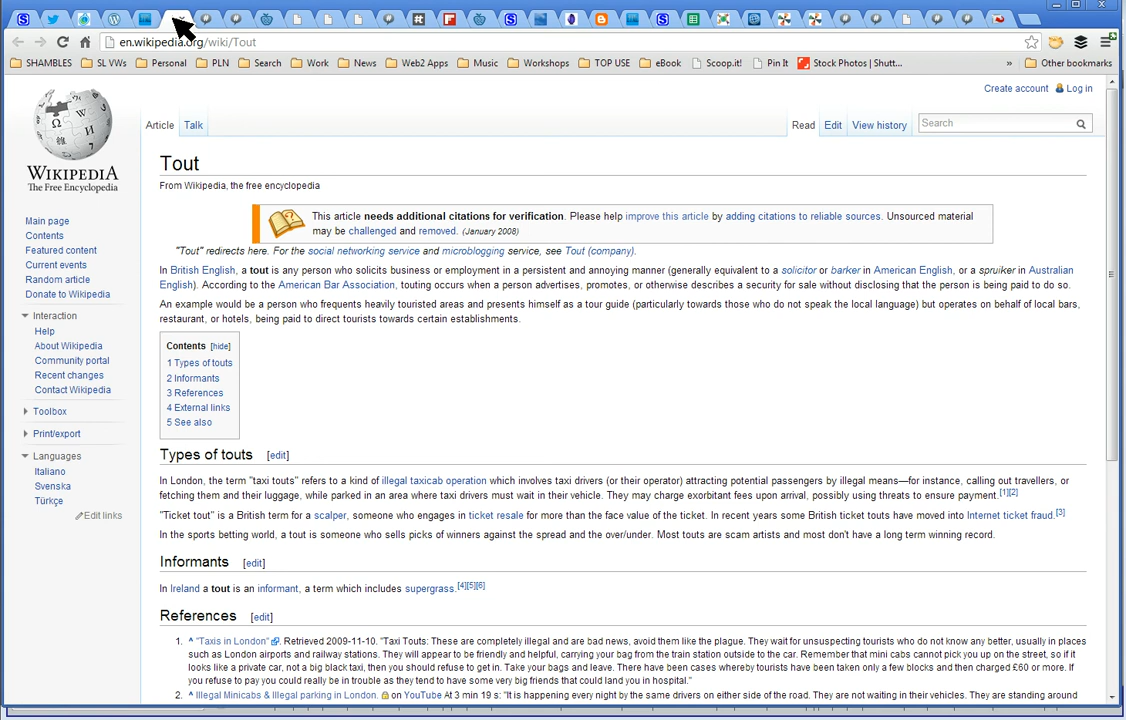 en.wikipedia.org/wiki/Tout
SHAMBLES SL VWs Personal PLN Search Work News Web2 Apps Music Workshops TOP USE eBook Scoop.it! Pin It Stock Photos | Shutt... » Other bookmarks
Create account Log in
Article Talk Read Edit View history Search
WIKIPEDIA
The Free Encyclopedia
Main page
Contents
Featured content
Current events
Random article
Donate to Wikipedia
Interaction
Help
About Wikipedia
Community portal
Recent changes
Contact Wikipedia
Toolbox
Print/export
Languages
Italiano
Svenska
Türkçe
Edit links
Tout
From Wikipedia, the free encyclopedia
This article needs additional citations for verification. Please help improve this article by adding citations to reliable sources. Unsourced material
may be challenged and removed. (January 2008)
"Tout" redirects here. For the social networking service and microblogging service, see Tout (company).
In British English, a tout is any person who solicits business or employment in a persistent and annoying manner (generally equivalent to a solicitor or barker in American English, or a spruiker in Australian
English). According to the American Bar Association, touting occurs when a person advertises, promotes, or otherwise describes a security for sale without disclosing that the person is being paid to do so.
An example would be a person who frequents heavily touristed areas and presents himself as a tour guide (particularly towards those who do not speak the local language) but operates on behalf of local bars,
restaurant, or hotels, being paid to direct tourists towards certain establishments.
Contents [hide]
1 Types of touts
2 Informants
3 References
4 External links
5 See also
Types of touts [edit]
In London, the term "taxi touts" refers to a kind of illegal taxicab operation which involves taxi drivers (or their operator) attracting potential passengers by illegal means—for instance, calling out travellers, or
fetching them and their luggage, while parked in an area where taxi drivers must wait in their vehicle. They may charge exorbitant fees upon arrival, possibly using threats to ensure payment.[1][2]
"Ticket tout" is a British term for a scalper, someone who engages in ticket resale for more than the face value of the ticket. In recent years some British ticket touts have moved into Internet ticket fraud.[3]
In the sports betting world, a tout is someone who sells picks of winners against the spread and the over/under. Most touts are scam artists and most don't have a long term winning record.
Informants [edit]
In Ireland a tout is an informant, a term which includes supergrass.[4][5][6]
References [edit]
1. ^ "Taxis in London" . Retrieved 2009-11-10. "Taxi Touts: These are completely illegal and are bad news, avoid them like the plague. They wait for unsuspecting tourists who do not know any better, usually in places
such as London airports and railway stations. They will appear to be friendly and helpful, carrying your bag from the train station outside to the car. Remember that mini cabs cannot pick you up on the street, so if it
looks like a private car, not a big black taxi, then you should refuse to get in. Take your bags and leave. There have been cases whereby tourists have been taken only a few blocks and then charged £60 or more. If
you refuse to pay you could really be in trouble as they tend to have some very big friends that could land you in hospital."
2. ^ Illegal Minicabs & Illegal parking in London. on YouTube At 3 min 19 s: "It is happening every night by the same drivers on either side of the road. They are not waiting in their vehicles. They are standing around